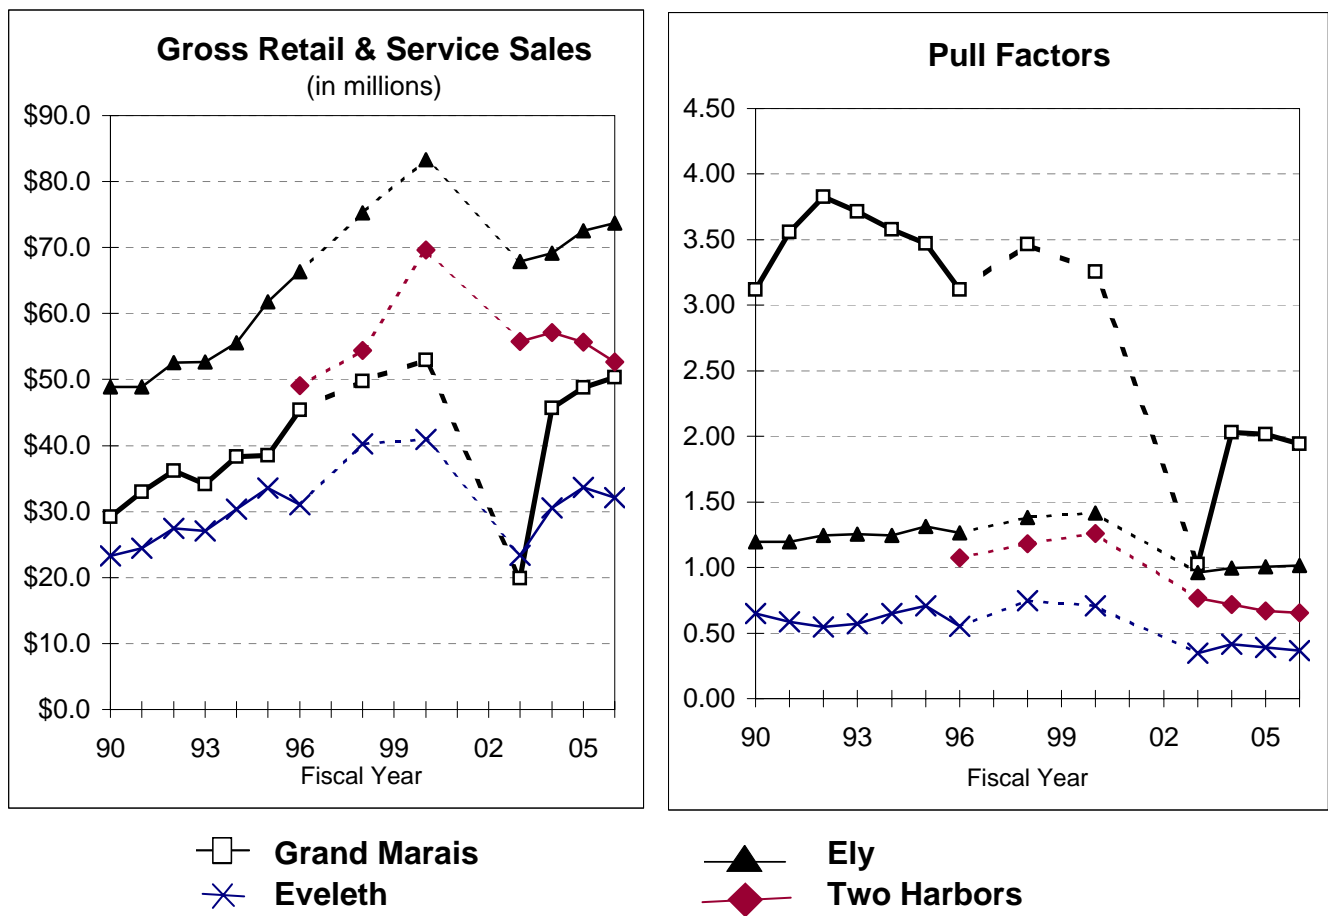 Gross Retail & Service Sales
(in millions)
$90.0
$80.0
$70.0
$60.0
$50.0
$40.0
$30.0
$20.0
$10.0
$0.0
90 93 96 99 02 05
Fiscal Year
Pull Factors
4.50
4.00
3.50
3.00
2.50
2.00
1.50
1.00
0.50
0.00
90 93 96 99 02 05
Fiscal Year
Grand Marais
Eveleth
Ely
Two Harbors